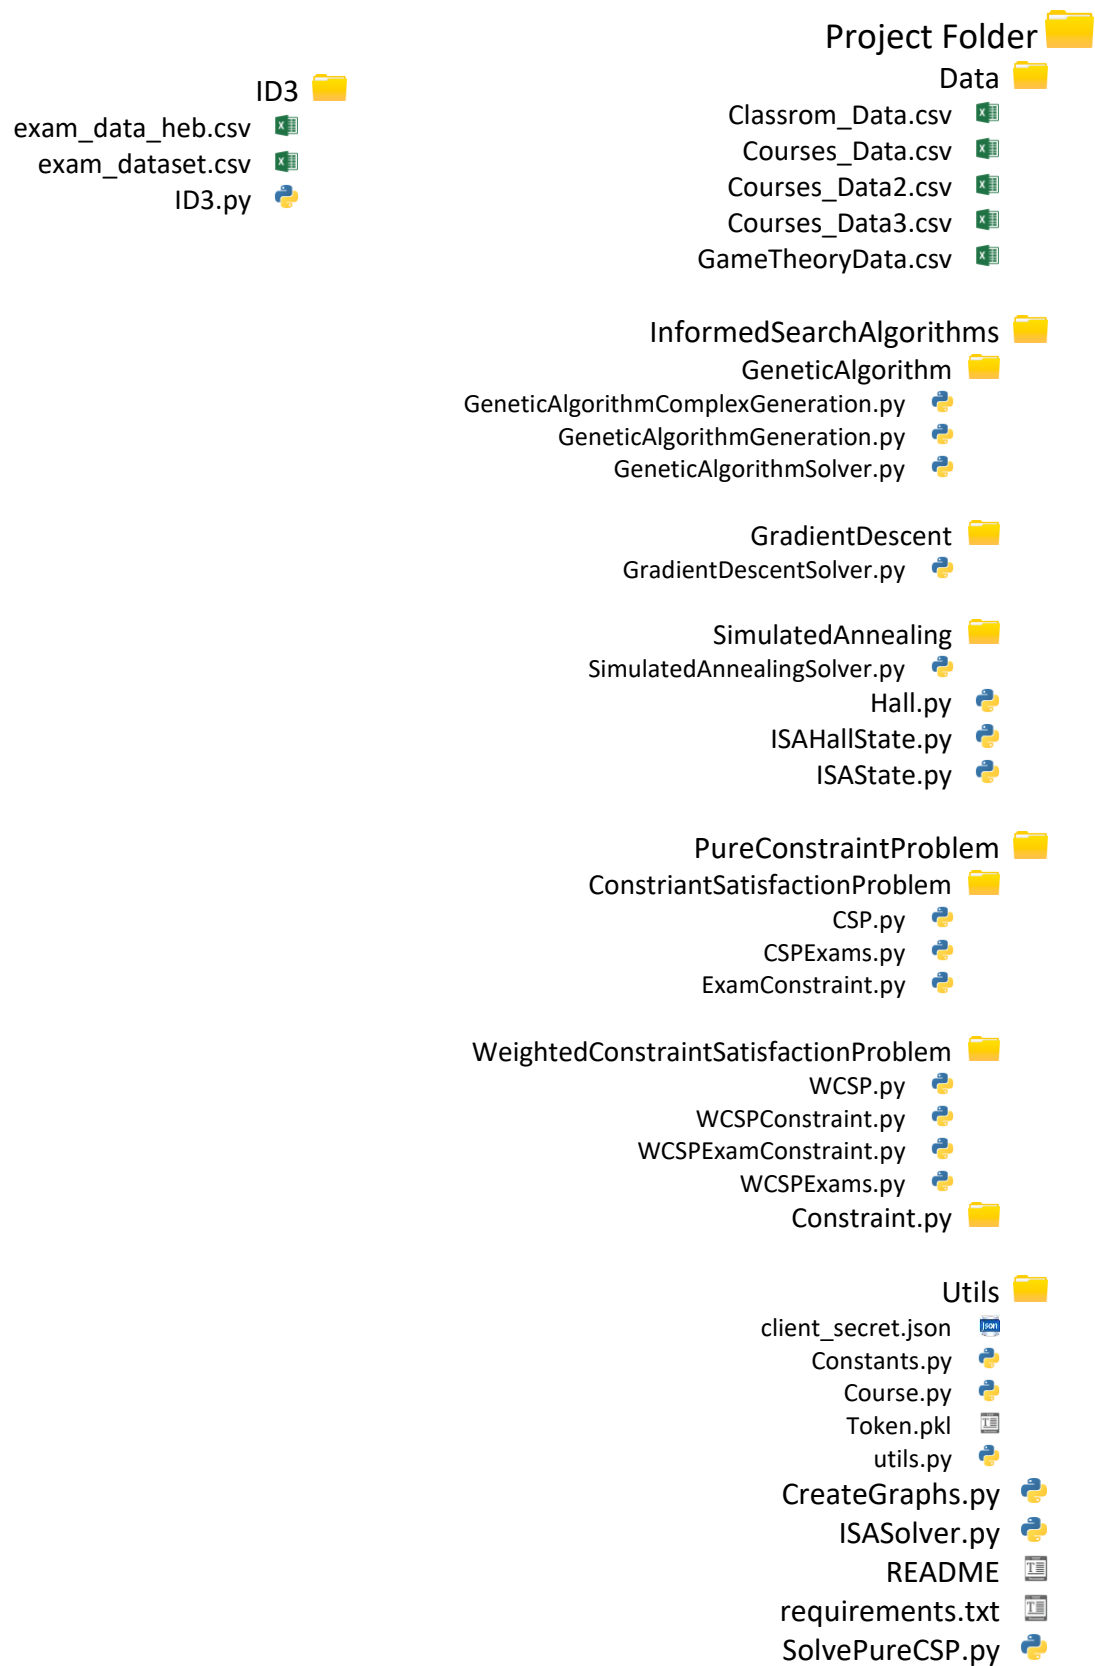 Project Folder
Data
Classrom_Data.csv
Courses_Data.csv
Courses_Data2.csv
Courses_Data3.csv
GameTheoryData.csv
InformedSearchAlgorithms
GeneticAlgorithm
GeneticAlgorithmComplexGeneration.py
GeneticAlgorithmGeneration.py
GeneticAlgorithmSolver.py
GradientDescent
GradientDescentSolver.py
SimulatedAnnealing
SimulatedAnnealingSolver.py
Hall.py
ISAHallState.py
ISAState.py
PureConstraintProblem
ConstriantSatisfactionProblem
CSP.py
CSPExams.py
ExamConstraint.py
WeightedConstraintSatisfactionProblem
WCSP.py
WCSPConstraint.py
WCSPExamConstraint.py
WCSPExams.py
Constraint.py
Utils
client_secret.json
Constants.py
Course.py
Token.pkl
utils.py
CreateGraphs.py
ISASolver.py
README
requirements.txt
SolvePureCSP.py
ID3
exam_data_heb.csv
exam_dataset.csv
ID3.py